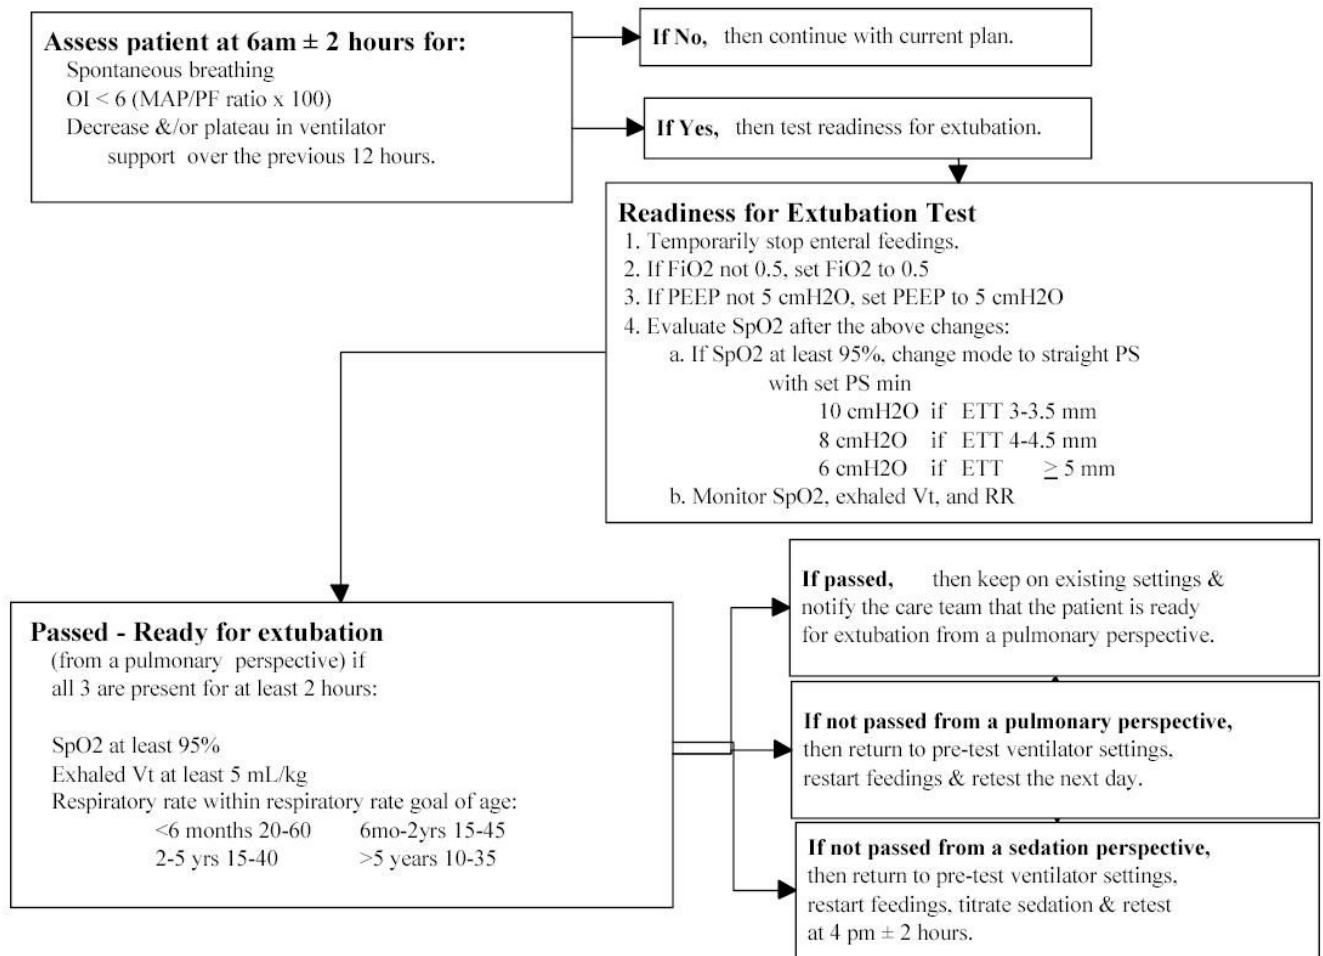 Assess patient at 6am ± 2 hours for:
Spontaneous breathing
OI < 6 (MAP/PF ratio x 100)
Decrease &/or plateau in ventilator
support over the previous 12 hours.
If No, then continue with current plan.
If Yes, then test readiness for extubation.
Readiness for Extubation Test
1. Temporarily stop enteral feedings.
2. If FiO2 not 0.5, set FiO2 to 0.5
3. If PEEP not 5 cmH2O, set PEEP to 5 cmH2O
4. Evaluate SpO2 after the above changes:
a. If SpO2 at least 95%, change mode to straight PS
with set PS min
10 cmH2O if ETT 3-3.5 mm
8 cmH2O if ETT 4-4.5 mm
6 cmH2O if ETT ≥ 5 mm
b. Monitor SpO2, exhaled Vt, and RR
Passed - Ready for extubation
(from a pulmonary perspective) if
all 3 are present for at least 2 hours:
SpO2 at least 95%
Exhaled Vt at least 5 mL/kg
Respiratory rate within respiratory rate goal of age:
<6 months 20-60 6mo-2yrs 15-45
2-5 yrs 15-40 >5 years 10-35
If passed, then keep on existing settings &
notify the care team that the patient is ready
for extubation from a pulmonary perspective.
If not passed from a pulmonary perspective,
then return to pre-test ventilator settings,
restart feedings & retest the next day.
If not passed from a sedation perspective,
then return to pre-test ventilator settings,
restart feedings, titrate sedation & retest
at 4 pm ± 2 hours.